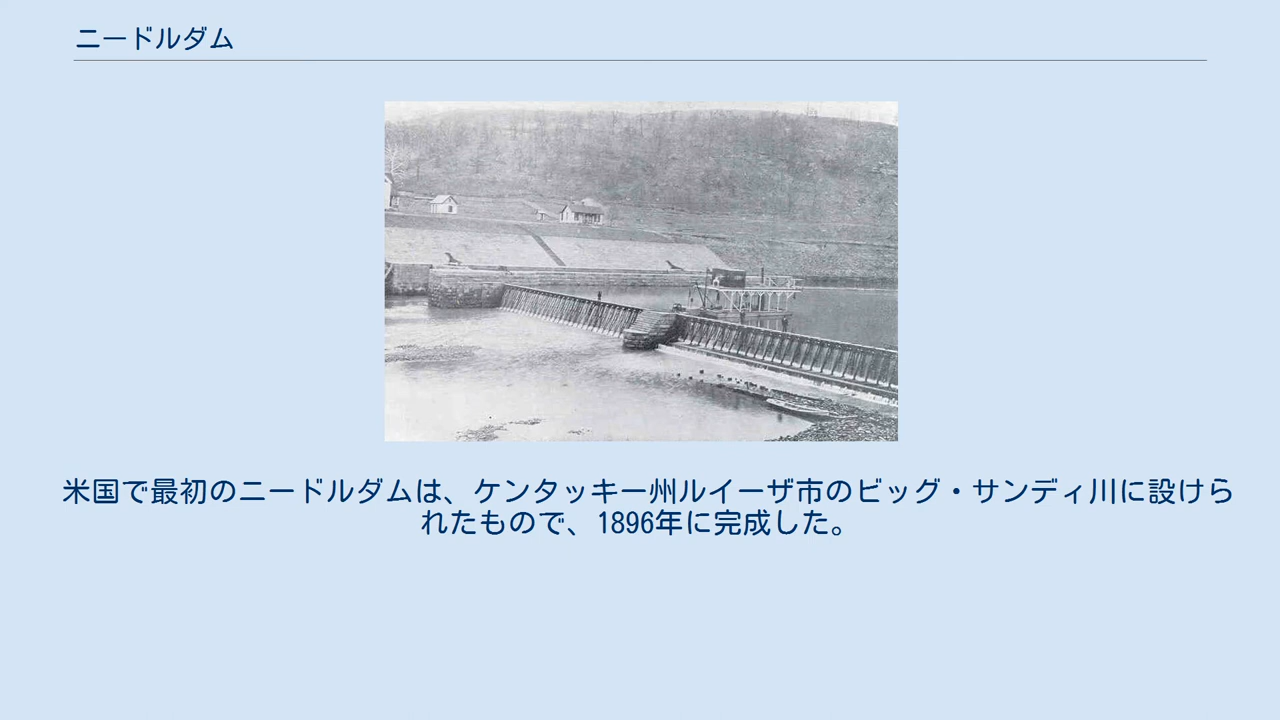 ニードルダム
米国で最初のニードルダムは、ケンタッキー州ルイーザ市のビッグ・サンディ川に設けら
れたもので、1896年に完成した。